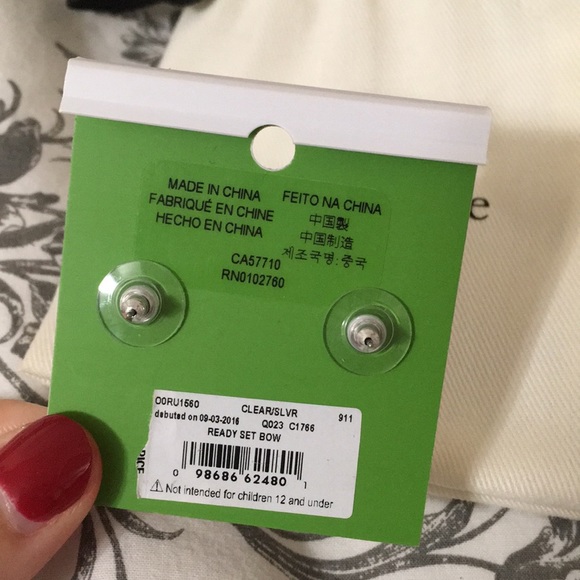 MADE IN CHINA
FABRIQUÉ EN CHINE
HECHO EN CHINA
FEITO NA CHINA
中国製
中国制造
제조국명:중국
CA57710
RN0102760
e
O0RU1560 CLEAR/SLVR 911
debuted on 09-03-2016 Q023 C1766
READY SET BOW
0 98686 62480 1
⚠ Not intended for children 12 and under